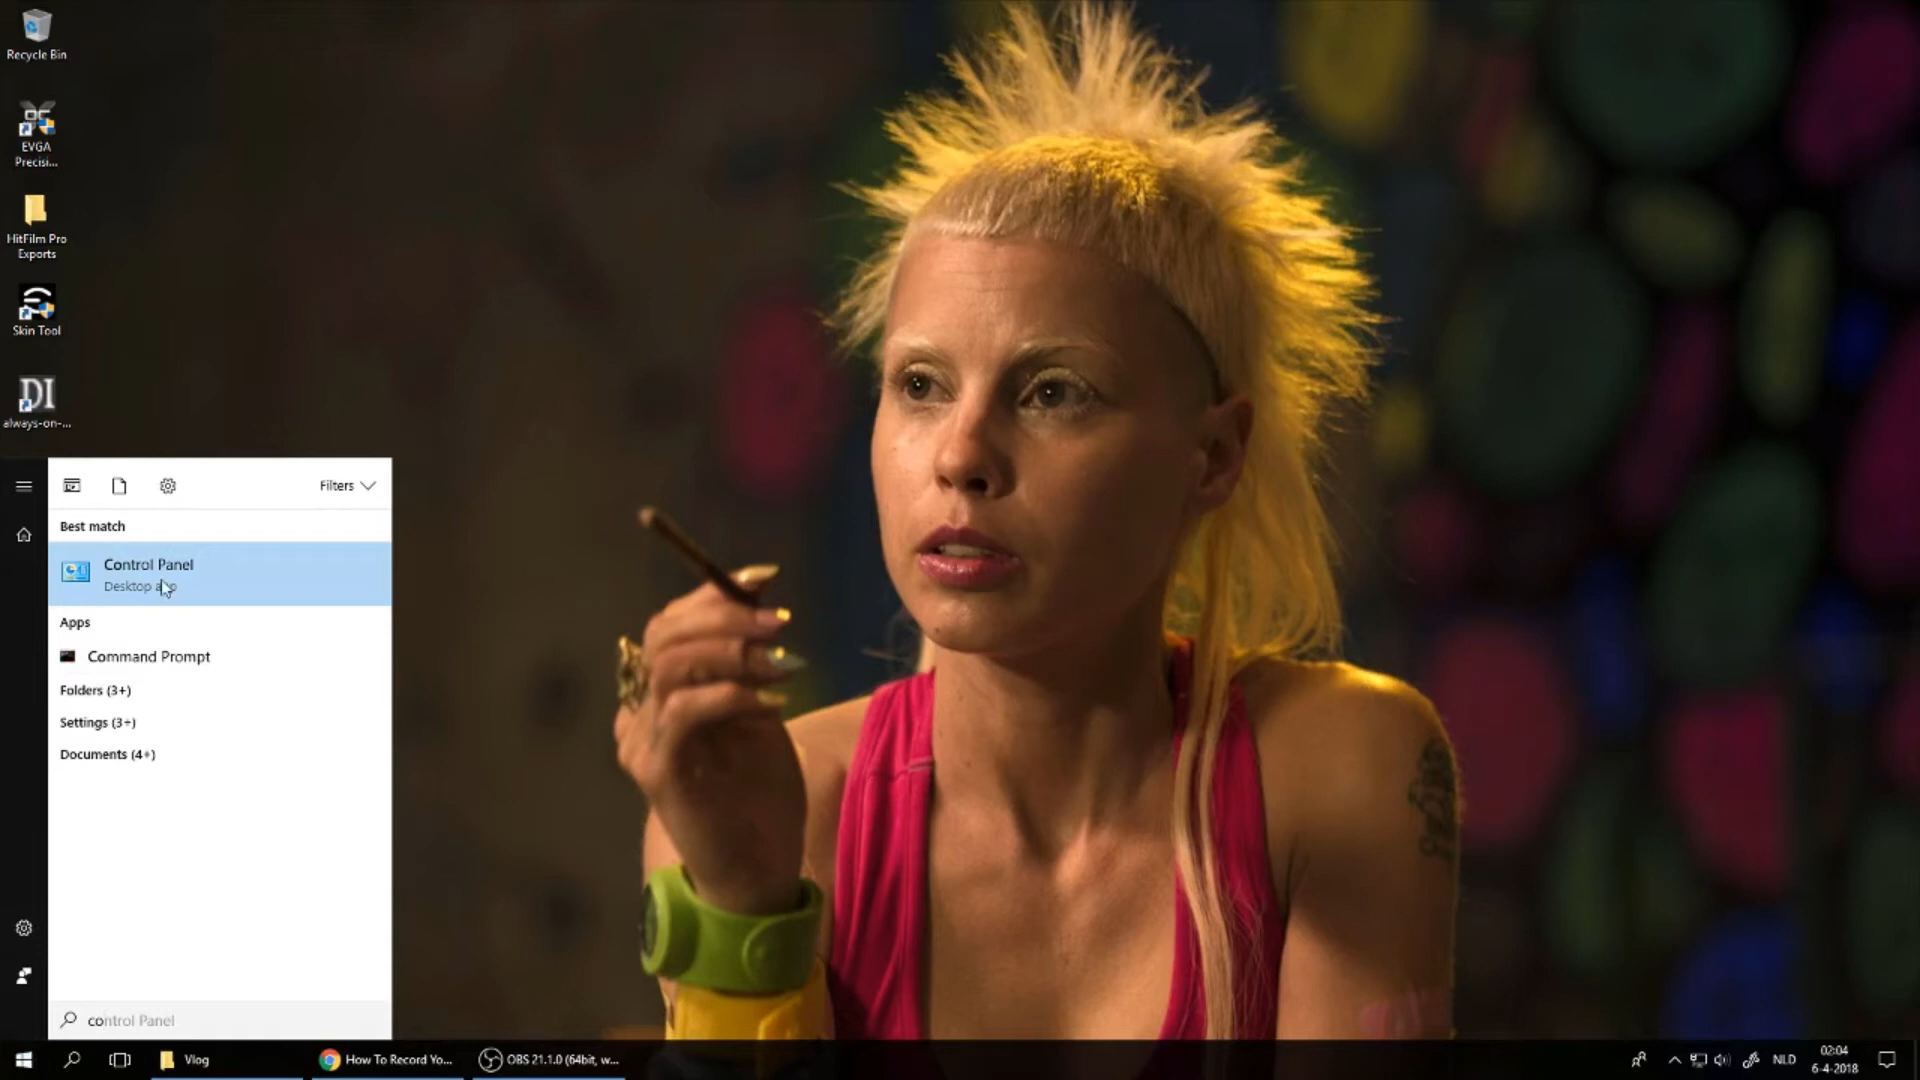 Recycle Bin
EVGA
Precisi...
HitFilm Pro
Exports
Skin Tool
DI
always-on-...
Filters
Best match
Control Panel
Desktop app
Apps
Command Prompt
Folders (3+)
Settings (3+)
Documents (4+)
control Panel
Vlog
How To Record Yo...
OBS 21.1.0 (64bit, w...
NLD
02:04
6-4-2018